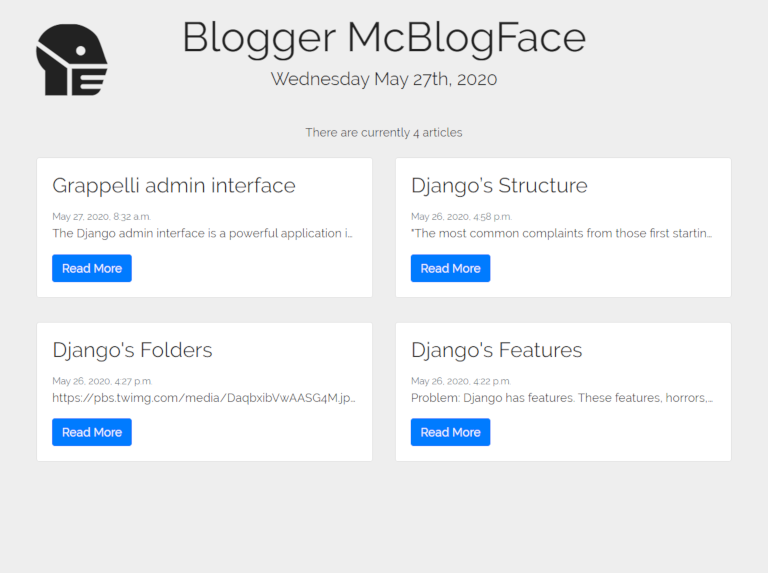 Blogger McBlogFace
Wednesday May 27th, 2020
There are currently 4 articles
Grappelli admin interface
May 27, 2020, 8:32 a.m.
The Django admin interface is a powerful application i…
Read More
Django’s Structure
May 26, 2020, 4:58 p.m.
"The most common complaints from those first startin…
Read More
Django's Folders
May 26, 2020, 4:27 p.m.
https://pbs.twimg.com/media/DaqbxibVwAASG4M.jp…
Read More
Django's Features
May 26, 2020, 4:22 p.m.
Problem: Django has features. These features, horrors,…
Read More